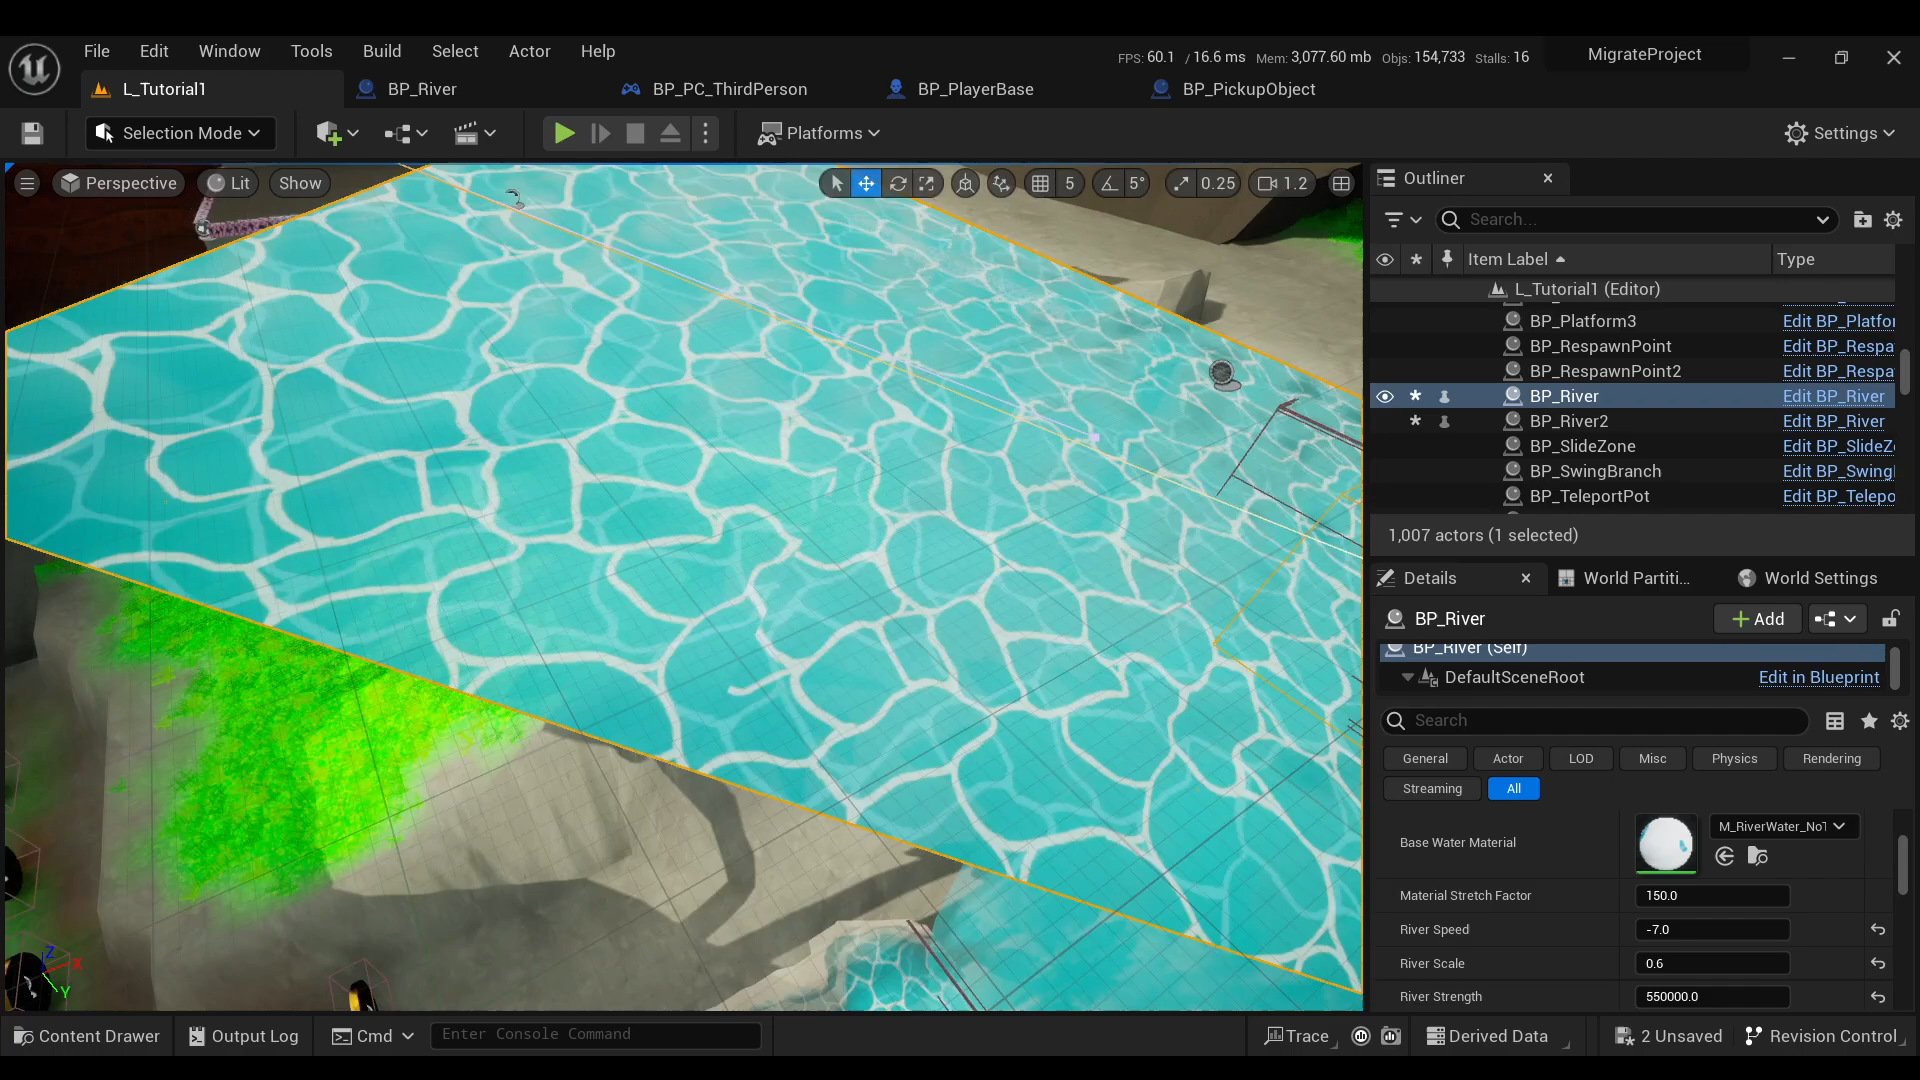 File Edit Window Tools Build Select Actor Help
FPS: 60.1 / 16.6 ms Mem: 3,077.60 mb Objs: 154,733 Stalls: 16
MigrateProject
L_Tutorial1 BP_River BP_PC_ThirdPerson BP_PlayerBase BP_PickupObject
Selection Mode Platforms Settings
Perspective Lit Show 5 5° 0.25 1.2
Outliner
Search...
Item Label Type
L_Tutorial1 (Editor)
BP_Platform3 Edit BP_Platfor
BP_RespawnPoint Edit BP_Respa
BP_RespawnPoint2 Edit BP_Respa
BP_River Edit BP_River
BP_River2 Edit BP_River
BP_SlideZone Edit BP_SlideZ
BP_SwingBranch Edit BP_Swing
BP_TeleportPot Edit BP_Telepo
1,007 actors (1 selected)
Details World Partiti... World Settings
BP_River Add
BP_River (Self)
DefaultSceneRoot Edit in Blueprint
Search
General Actor LOD Misc Physics Rendering
Streaming All
Base Water Material M_RiverWater_NoT
Material Stretch Factor 150.0
River Speed -7.0
River Scale 0.6
River Strength 550000.0
Z
X
Y
Content Drawer Output Log Cmd Enter Console Command Trace Derived Data 2 Unsaved Revision Control